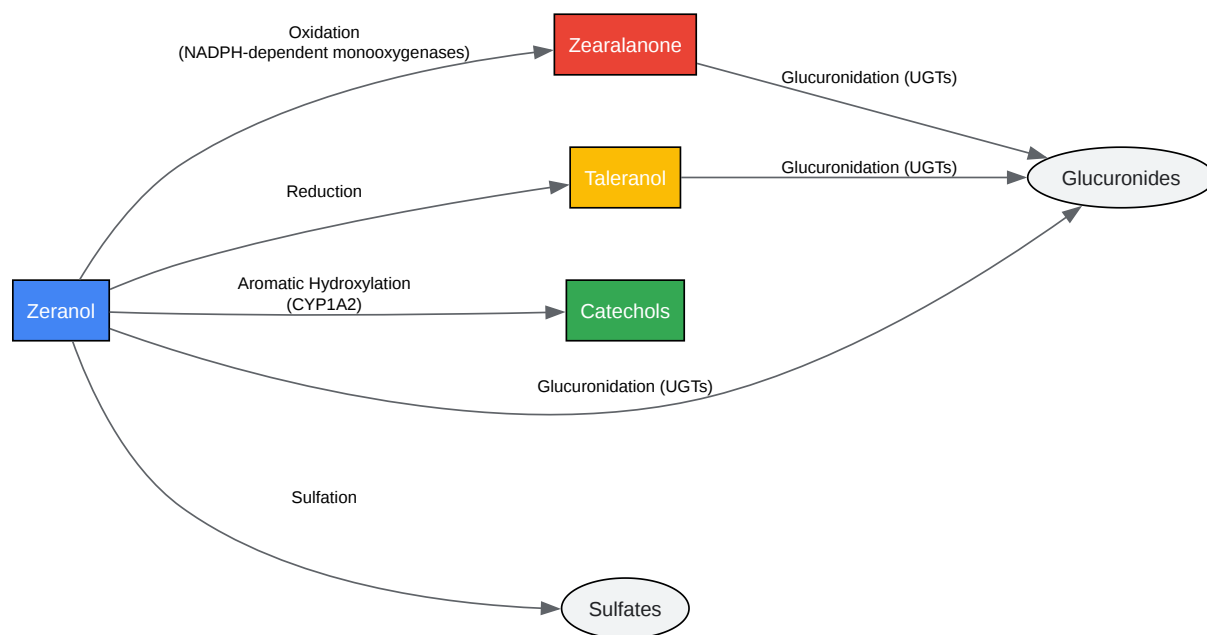 Oxidation
(NADPH-dependent monooxygenases)
Zearalanone
Glucuronidation (UGTs)
Reduction
Taleranol
Glucuronidation (UGTs)
Glucuronides
Zeranol
Aromatic Hydroxylation
(CYP1A2)
Catechols
Glucuronidation (UGTs)
Sulfation
Sulfates